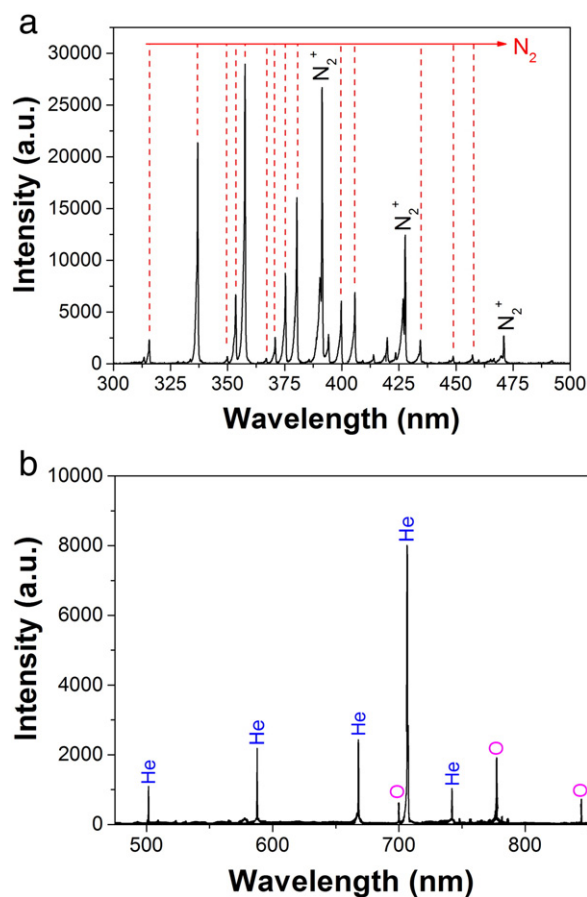 a
N₂
30000
25000
20000
15000
10000
5000
0
Intensity (a.u.)
N₂⁺
N₂⁺
N₂⁺
300 325 350 375 400 425 450 475 500
Wavelength (nm)
b
10000
8000
6000
4000
2000
0
Intensity (a.u.)
He
He
He
O
He
He
O
O
500 600 700 800
Wavelength (nm)